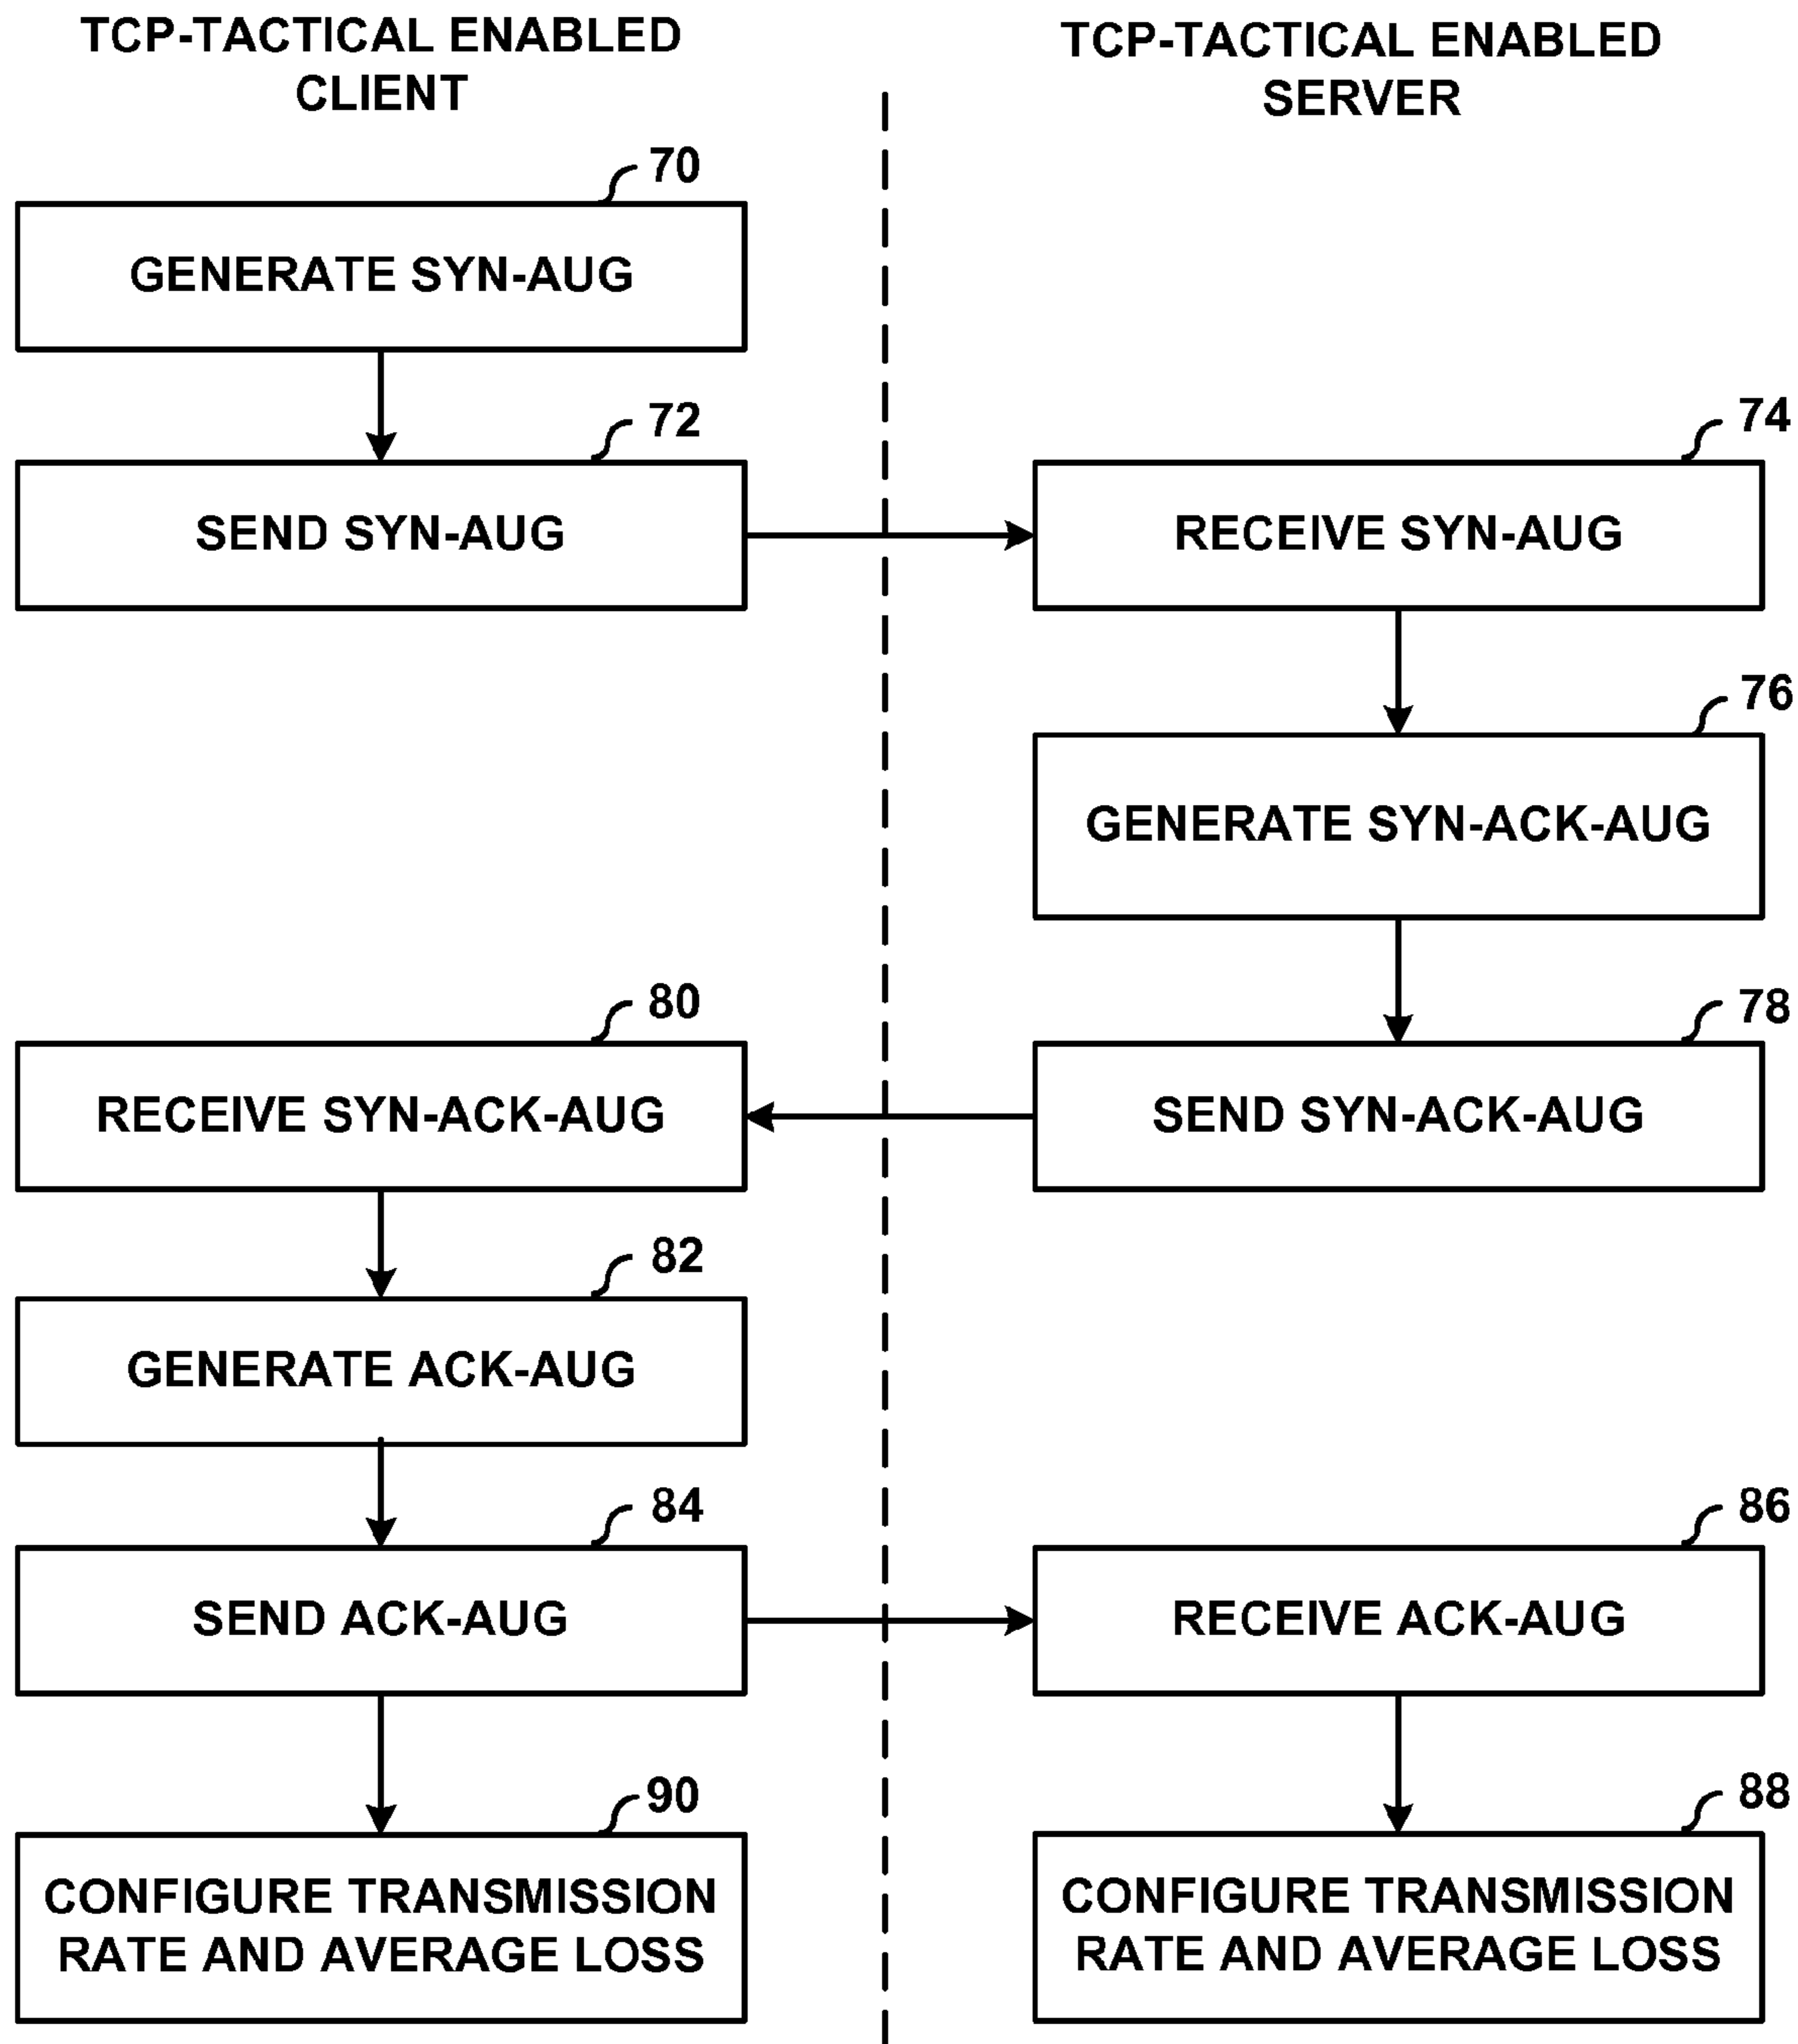 TCP-TACTICAL ENABLED
CLIENT
TCP-TACTICAL ENABLED
SERVER
70
GENERATE SYN-AUG
72
SEND SYN-AUG
74
RECEIVE SYN-AUG
76
GENERATE SYN-ACK-AUG
78
SEND SYN-ACK-AUG
80
RECEIVE SYN-ACK-AUG
82
GENERATE ACK-AUG
84
SEND ACK-AUG
86
RECEIVE ACK-AUG
88
CONFIGURE TRANSMISSION
RATE AND AVERAGE LOSS
90
CONFIGURE TRANSMISSION
RATE AND AVERAGE LOSS